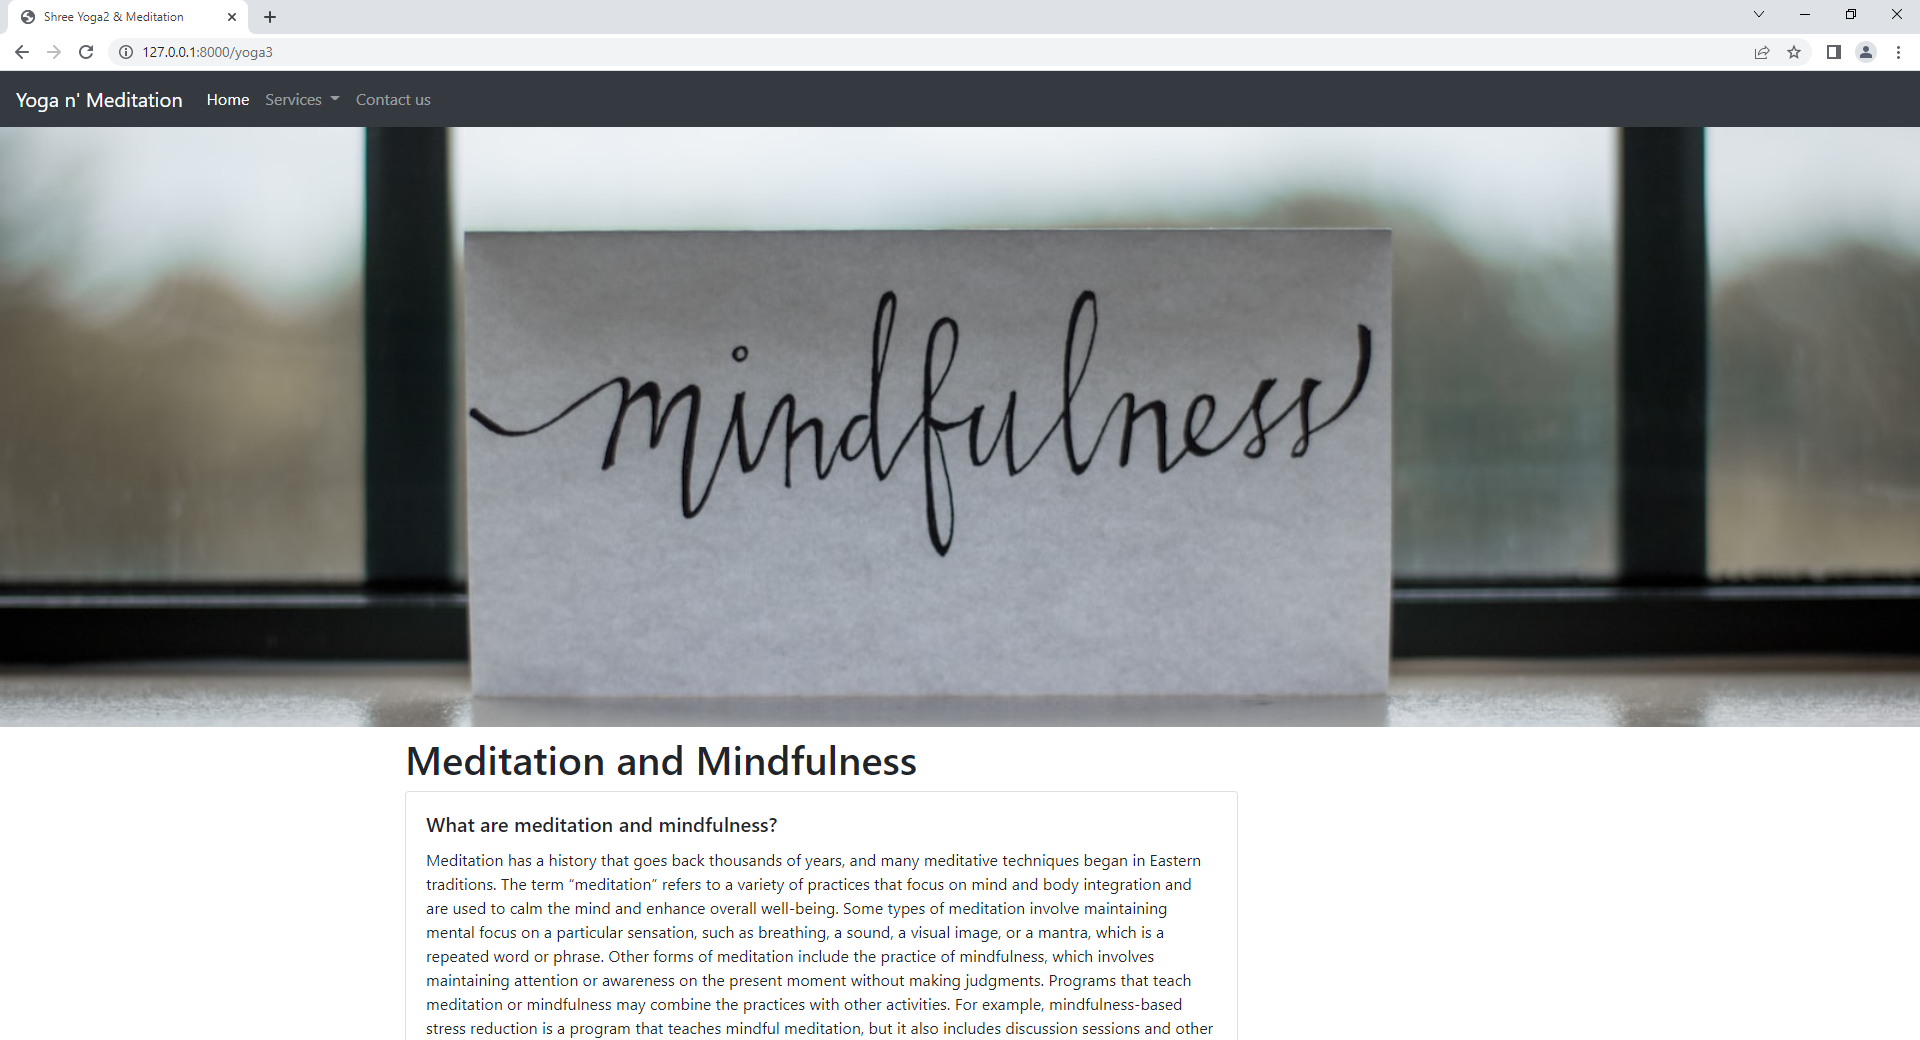 Shree Yoga2 & Meditation
127.0.0.1:8000/yoga3
Yoga n' Meditation Home Services Contact us
mindfulness
Meditation and Mindfulness
What are meditation and mindfulness?
Meditation has a history that goes back thousands of years, and many meditative techniques began in Eastern
traditions. The term “meditation” refers to a variety of practices that focus on mind and body integration and
are used to calm the mind and enhance overall well-being. Some types of meditation involve maintaining
mental focus on a particular sensation, such as breathing, a sound, a visual image, or a mantra, which is a
repeated word or phrase. Other forms of meditation include the practice of mindfulness, which involves
maintaining attention or awareness on the present moment without making judgments. Programs that teach
meditation or mindfulness may combine the practices with other activities. For example, mindfulness-based
stress reduction is a program that teaches mindful meditation, but it also includes discussion sessions and other